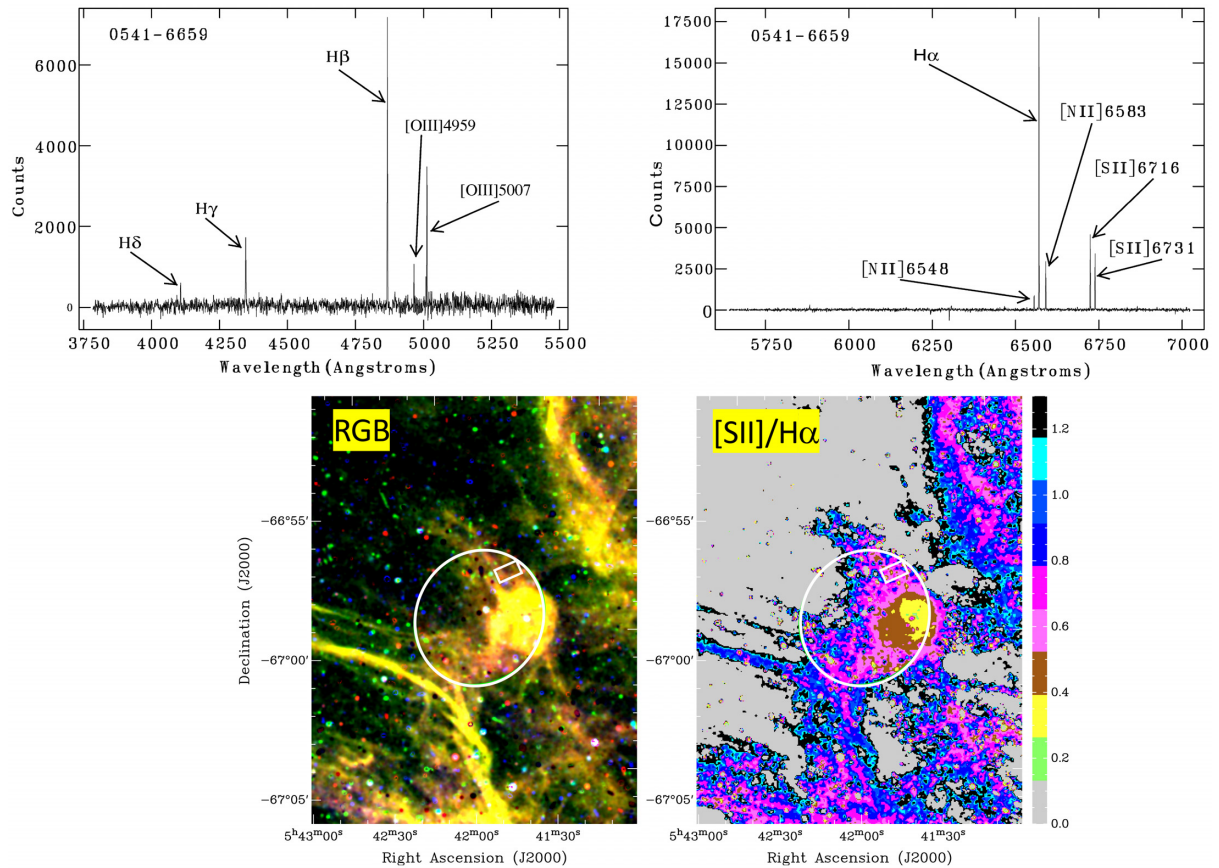 0541-6659
Hβ
[OIII]4959
[OIII]5007
Hγ
Hδ
Counts
6000
4000
2000
0
3750 4000 4250 4500 4750 5000 5250 5500
Wavelength(Angstroms)
0541-6659
Hα
[NII]6583
[SII]6716
[SII]6731
[NII]6548
Counts
17500
15000
12500
10000
7500
5000
2500
0
5750 6000 6250 6500 6750 7000
Wavelength(Angstroms)
RGB
Declination (J2000)
−66°55′
−67°00′
−67°05′
5ʰ43ᵐ00ˢ 42ᵐ30ˢ 42ᵐ00ˢ 41ᵐ30ˢ
Right Ascension (J2000)
[SII]/Hα
−66°55′
−67°00′
−67°05′
5ʰ43ᵐ00ˢ 42ᵐ30ˢ 42ᵐ00ˢ 41ᵐ30ˢ
Right Ascension (J2000)
1.2
1.0
0.8
0.6
0.4
0.2
0.0